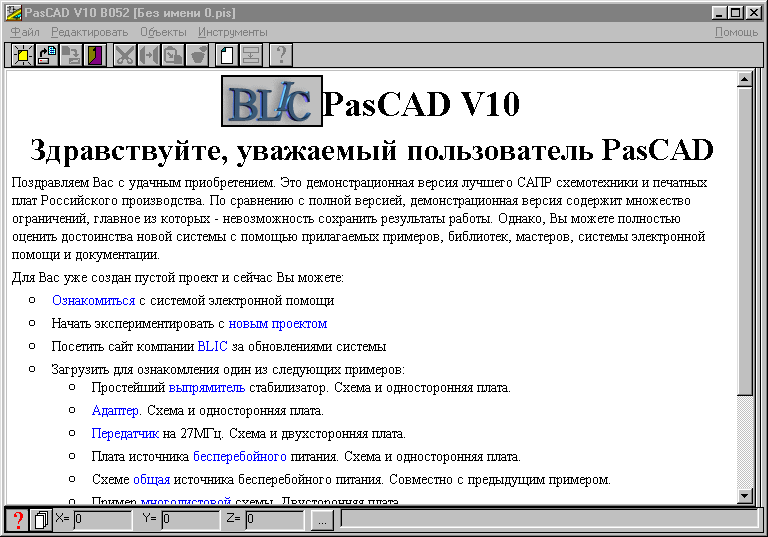 PasCAD V10 B052 [Без имени 0.pis]
Файл Редактировать Объекты Инструменты Помощь
BLIC PasCAD V10
Здравствуйте, уважаемый пользователь PasCAD
Поздравляем Вас с удачным приобретением. Это демонстрационная версия лучшего САПР схемотехники и печатных
плат Российского производства. По сравнению с полной версией, демонстрационная версия содержит множество
ограничений, главное из которых - невозможность сохранить результаты работы. Однако, Вы можете полностью
оценить достоинства новой системы с помощью прилагаемых примеров, библиотек, мастеров, системы электронной
помощи и документации.
Для Вас уже создан пустой проект и сейчас Вы можете:
Ознакомиться с системой электронной помощи
Начать экспериментировать с новым проектом
Посетить сайт компании BLIC за обновлениями системы
Загрузить для ознакомления один из следующих примеров:
Простейший выпрямитель стабилизатор. Схема и односторонняя плата.
Адаптер. Схема и односторонняя плата.
Передатчик на 27МГц. Схема и двухсторонняя плата.
Плата источника бесперебойного питания. Схема и односторонняя плата.
Схеме общая источника бесперебойного питания. Совместно с предыдущим примером.
Пример многолистовой схемы. Двусторонняя плата
X= 0 Y= 0 Z= 0 ...